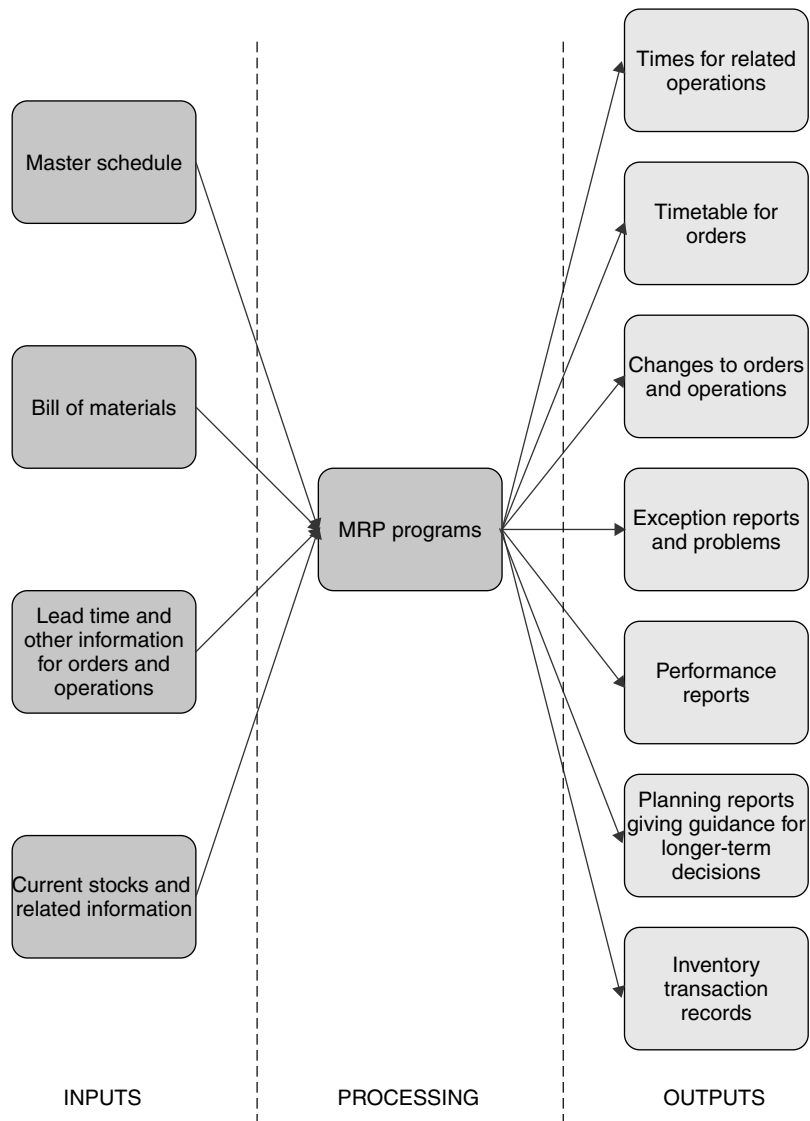 Master schedule
Bill of materials
Lead time and
other information
for orders and
operations
Current stocks and
related information
MRP programs
Times for related
operations
Timetable for
orders
Changes to orders
and operations
Exception reports
and problems
Performance
reports
Planning reports
giving guidance for
longer-term
decisions
Inventory
transaction
records
INPUTS
PROCESSING
OUTPUTS